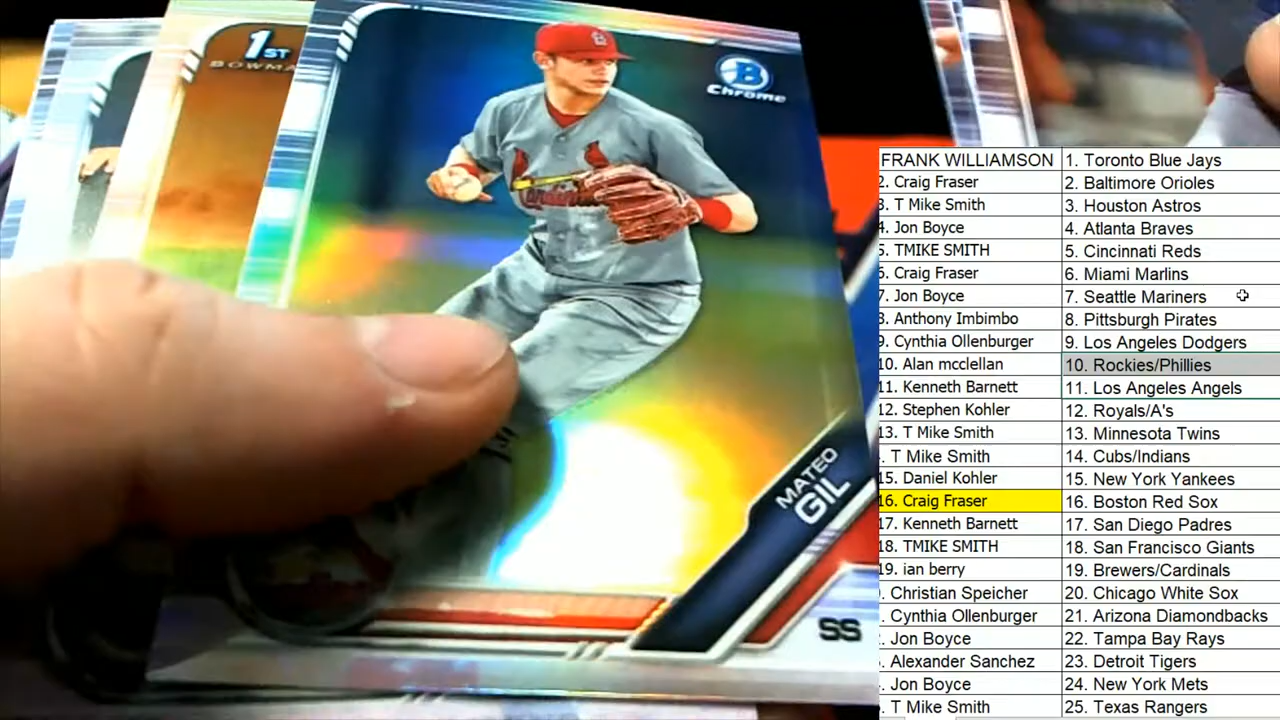 1ST
BOWMA
B
Chrome
Cardinals
MATEO
GIL
SS
FRANK WILLIAMSON 1. Toronto Blue Jays
2. Craig Fraser 2. Baltimore Orioles
3. T Mike Smith 3. Houston Astros
4. Jon Boyce 4. Atlanta Braves
5. TMIKE SMITH 5. Cincinnati Reds
6. Craig Fraser 6. Miami Marlins
7. Jon Boyce 7. Seattle Mariners
8. Anthony Imbimbo 8. Pittsburgh Pirates
9. Cynthia Ollenburger 9. Los Angeles Dodgers
10. Alan mcclellan 10. Rockies/Phillies
11. Kenneth Barnett 11. Los Angeles Angels
12. Stephen Kohler 12. Royals/A's
13. T Mike Smith 13. Minnesota Twins
. T Mike Smith 14. Cubs/Indians
15. Daniel Kohler 15. New York Yankees
16. Craig Fraser 16. Boston Red Sox
17. Kenneth Barnett 17. San Diego Padres
18. TMIKE SMITH 18. San Francisco Giants
19. ian berry 19. Brewers/Cardinals
. Christian Speicher 20. Chicago White Sox
. Cynthia Ollenburger 21. Arizona Diamondbacks
. Jon Boyce 22. Tampa Bay Rays
. Alexander Sanchez 23. Detroit Tigers
. Jon Boyce 24. New York Mets
. T Mike Smith 25. Texas Rangers